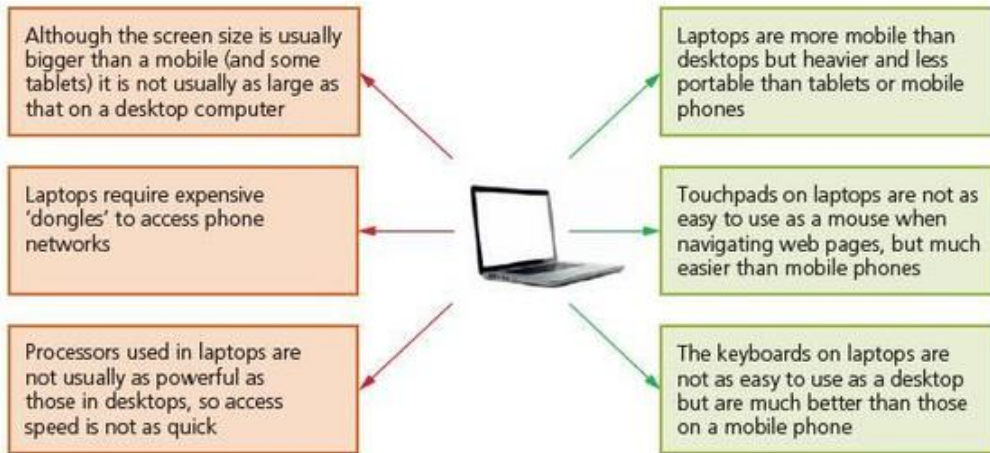 Although the screen size is usually
bigger than a mobile (and some
tablets) it is not usually as large as
that on a desktop computer
Laptops require expensive
'dongles' to access phone
networks
Processors used in laptops are
not usually as powerful as
those in desktops, so access
speed is not as quick
Laptops are more mobile than
desktops but heavier and less
portable than tablets or mobile
phones
Touchpads on laptops are not as
easy to use as a mouse when
navigating web pages, but much
easier than mobile phones
The keyboards on laptops are
not as easy to use as a desktop
but are much better than those
on a mobile phone